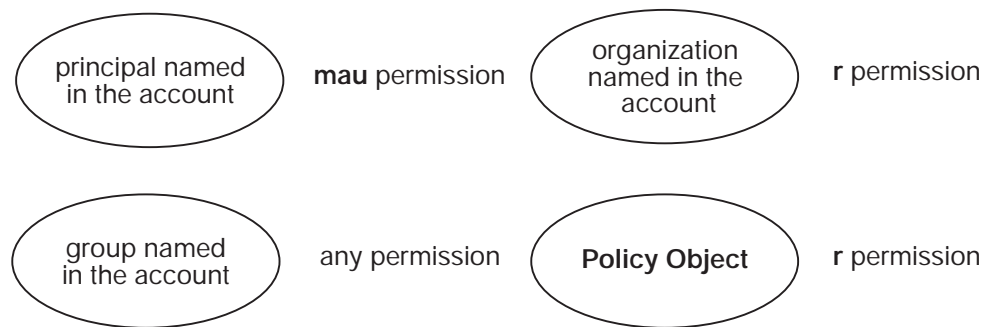 principal named
in the account
mau permission
organization
named in the
account
r permission
group named
in the account
any permission
Policy Object
r permission